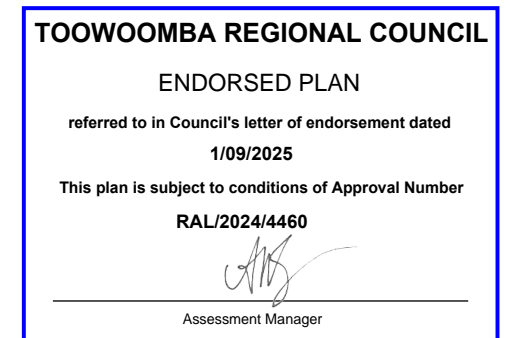 TOOWOOMBA REGIONAL COUNCIL
ENDORSED PLAN
referred to in Council's letter of endorsement dated
1/09/2025
This plan is subject to conditions of Approval Number
RAL/2024/4460
Assessment Manager